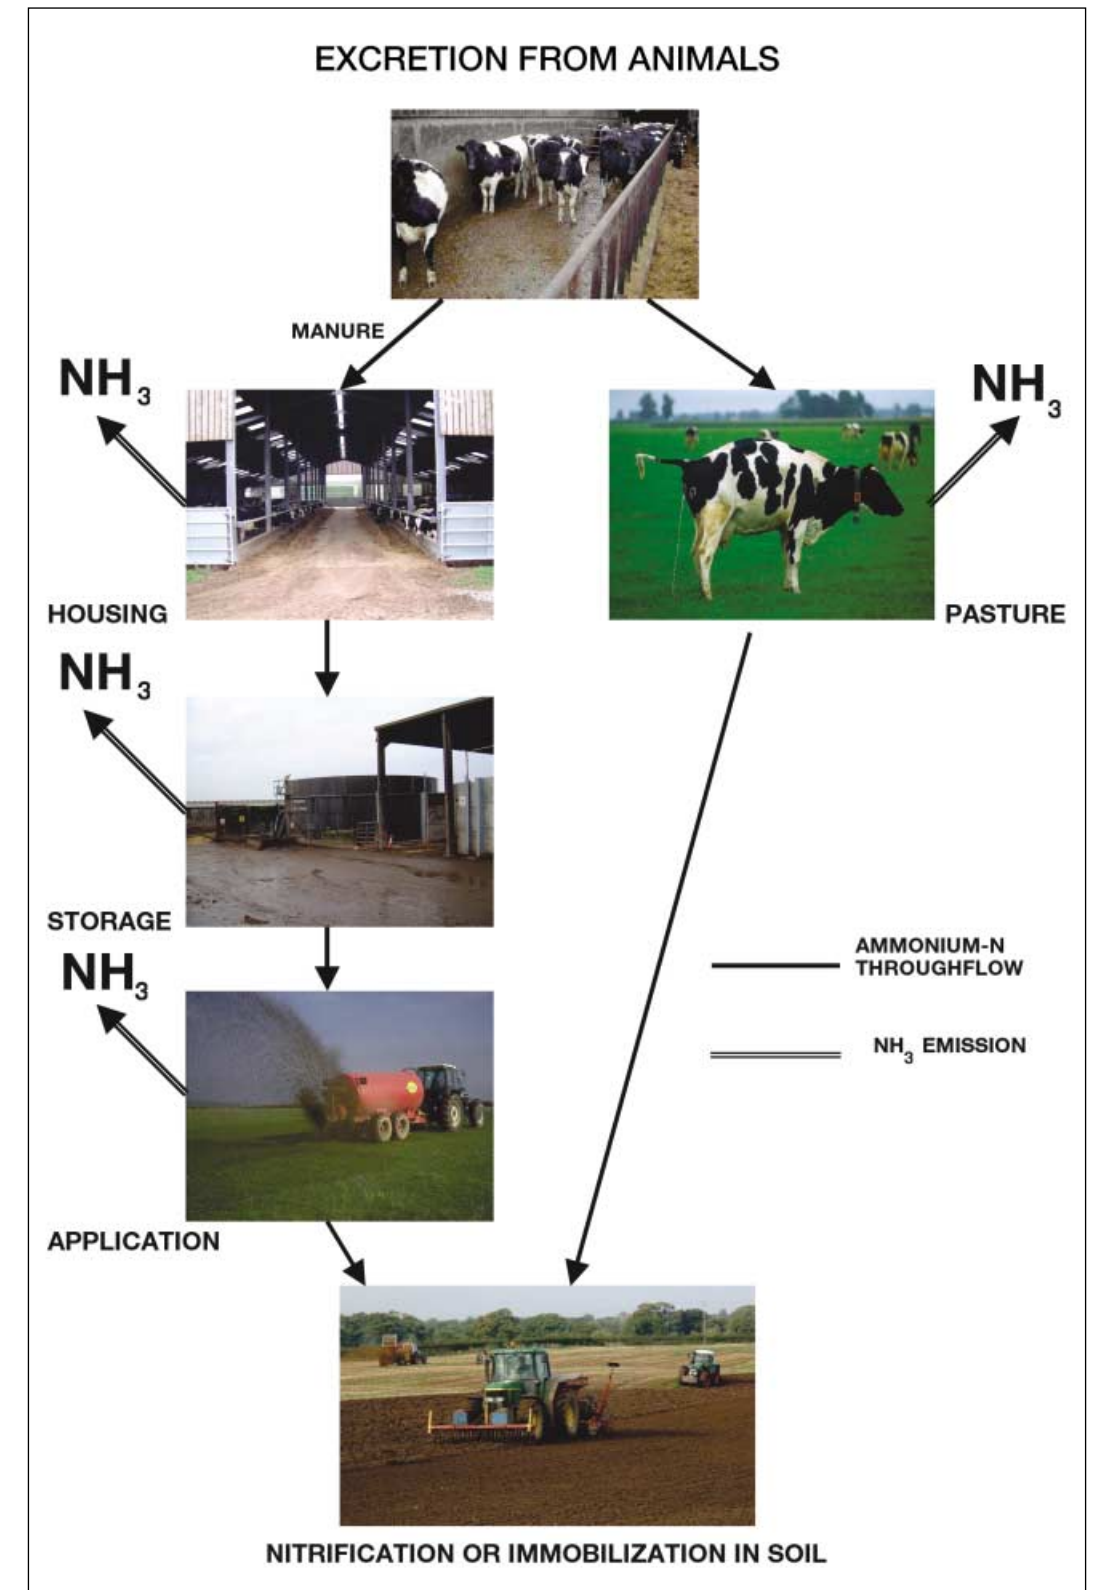 EXCRETION FROM ANIMALS
MANURE
NH3
NH3
HOUSING
PASTURE
NH3
STORAGE
NH3
AMMONIUM-N
THROUGHFLOW
NH3 EMISSION
APPLICATION
NITRIFICATION OR IMMOBILIZATION IN SOIL